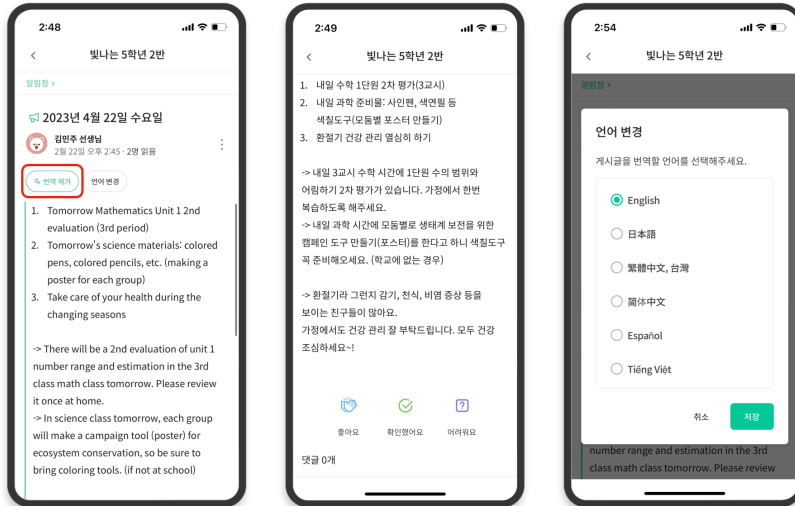 2:48
빛나는 5학년 2반
알림장 >
2023년 4월 22일 수요일
김민주 선생님
2월 22일 오후 2:45 · 2명 읽음
번역 제거
언어 변경
1. Tomorrow Mathematics Unit 1 2nd
evaluation (3rd period)
2. Tomorrow's science materials: colored
pens, colored pencils, etc. (making a
poster for each group)
3. Take care of your health during the
changing seasons
-> There will be a 2nd evaluation of unit 1
number range and estimation in the 3rd
class math class tomorrow. Please review
it once at home.
-> In science class tomorrow, each group
will make a campaign tool (poster) for
ecosystem conservation, so be sure to
bring coloring tools. (if not at school)
2:49
빛나는 5학년 2반
1. 내일 수학 1단원 2차 평가(3교시)
2. 내일 과학 준비물: 사인펜, 색연필 등
색칠도구(모둠별 포스터 만들기)
3. 환절기 건강 관리 열심히 하기
-> 내일 3교시 수학 시간에 1단원 수의 범위와
어림하기 2차 평가가 있습니다. 가정에서 한번
복습하도록 해주세요.
-> 내일 과학 시간에 모둠별로 생태계 보전을 위한
캠페인 도구 만들기(포스터)를 한다고 하니 색칠도구
꼭 준비해오세요. (학교에 없는 경우)
-> 환절기라 그런지 감기, 천식, 비염 증상 등을
보이는 친구들이 많아요.
가정에서도 건강 관리 잘 부탁드립니다. 모두 건강
조심하세요~!
좋아요
확인했어요
어려워요
댓글 0개
2:54
빛나는 5학년 2반
알림장 >
언어 변경
게시글을 번역할 언어를 선택해주세요.
English
日本語
繁體中文, 台灣
简体中文
Español
Tiếng Việt
취소
저장
number range and estimation in the 3rd
class math class tomorrow. Please review